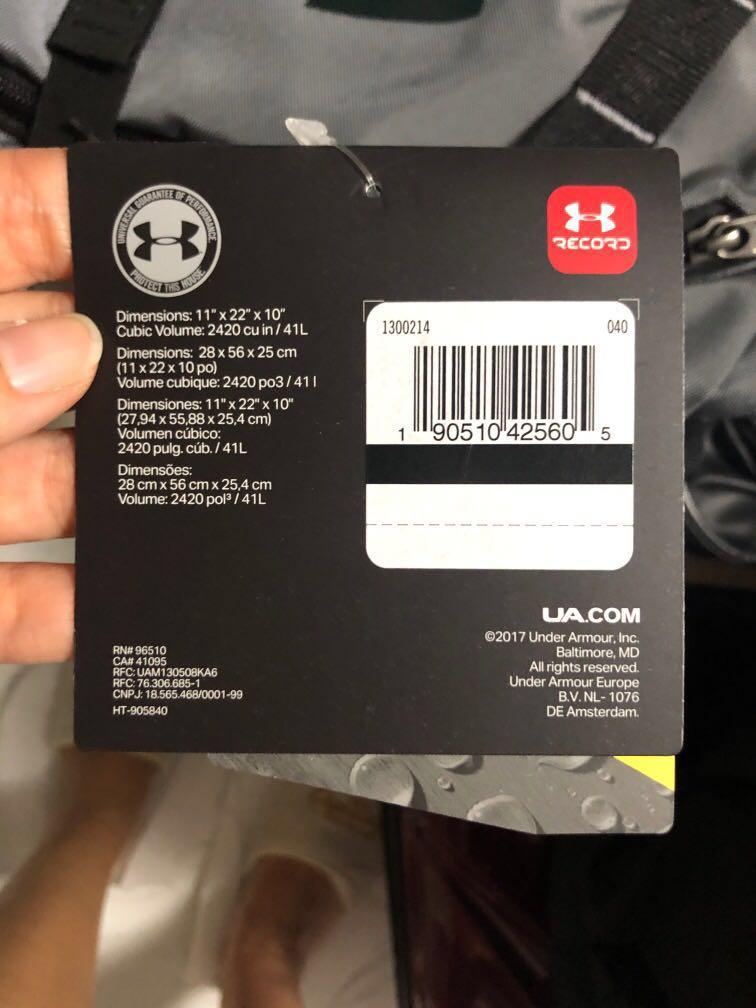 UNIVERSAL GUARANTEE OF PERFORMANCE
PROTECT THIS HOUSE
RECORD
Dimensions: 11" x 22" x 10"
Cubic Volume: 2420 cu in / 41L
Dimensions: 28 x 56 x 25 cm
(11 x 22 x 10 po)
Volume cubique: 2420 po3 / 41 l
Dimensiones: 11" x 22" x 10"
(27,94 x 55,88 x 25,4 cm)
Volumen cúbico:
2420 pulg. cúb. / 41L
Dimensões:
28 cm x 56 cm x 25,4 cm
Volume: 2420 pol³ / 41L
1300214 040
1 90510 42560 5
RN# 96510
CA# 41095
RFC: UAM130508KA6
RFC: 76.306.685-1
CNPJ: 18.565.468/0001-99
HT-905840
UA.COM
©2017 Under Armour, Inc.
Baltimore, MD
All rights reserved.
Under Armour Europe
B.V. NL- 1076
DE Amsterdam.